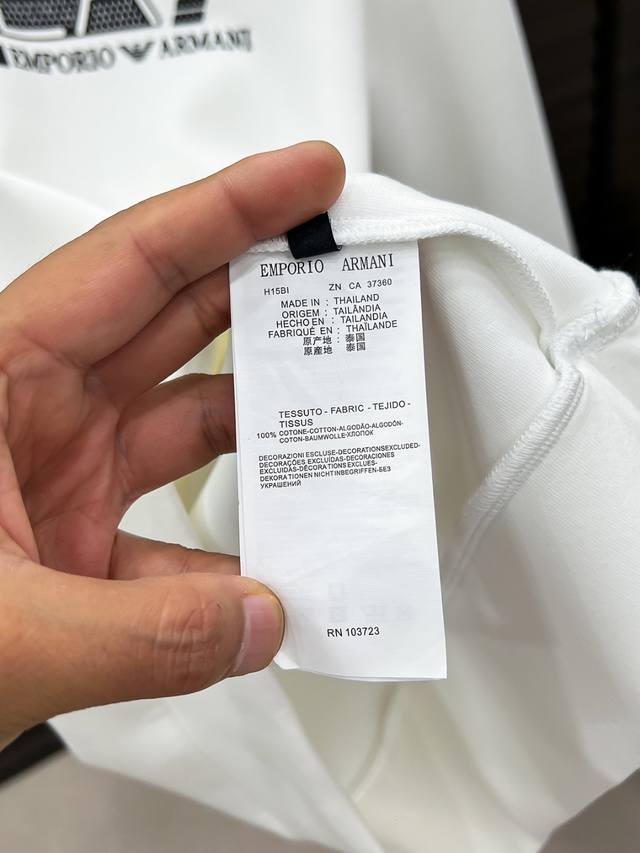 EMPORIO ARMANI
EMPORIO ARMANI
H15BI ZN CA 37360
MADE IN : THAILAND
ORIGEM : TAILÂNDIA
HECHO EN : TAILANDIA
FABRIQUÉ EN : THAÏLANDE
原产地 : 泰国
原產地 : 泰國
TESSUTO - FABRIC - TEJIDO -
TISSUS
100% COTONE-COTTON-ALGODÃO-ALGODÓN-
COTON-BAUMWOLLE-ХЛОПОК
DECORAZIONI ESCLUSE-DECORATIONSEXCLUDED-
DECORAÇÕES EXCLUÍDAS-DECORACIONES
EXCLUIDAS-DÉCORATIONS EXCLUES-
DEKORATIONEN NICHT INBEGRIFFEN-БЕЗ
УКРАШЕНИЙ
RN 103723